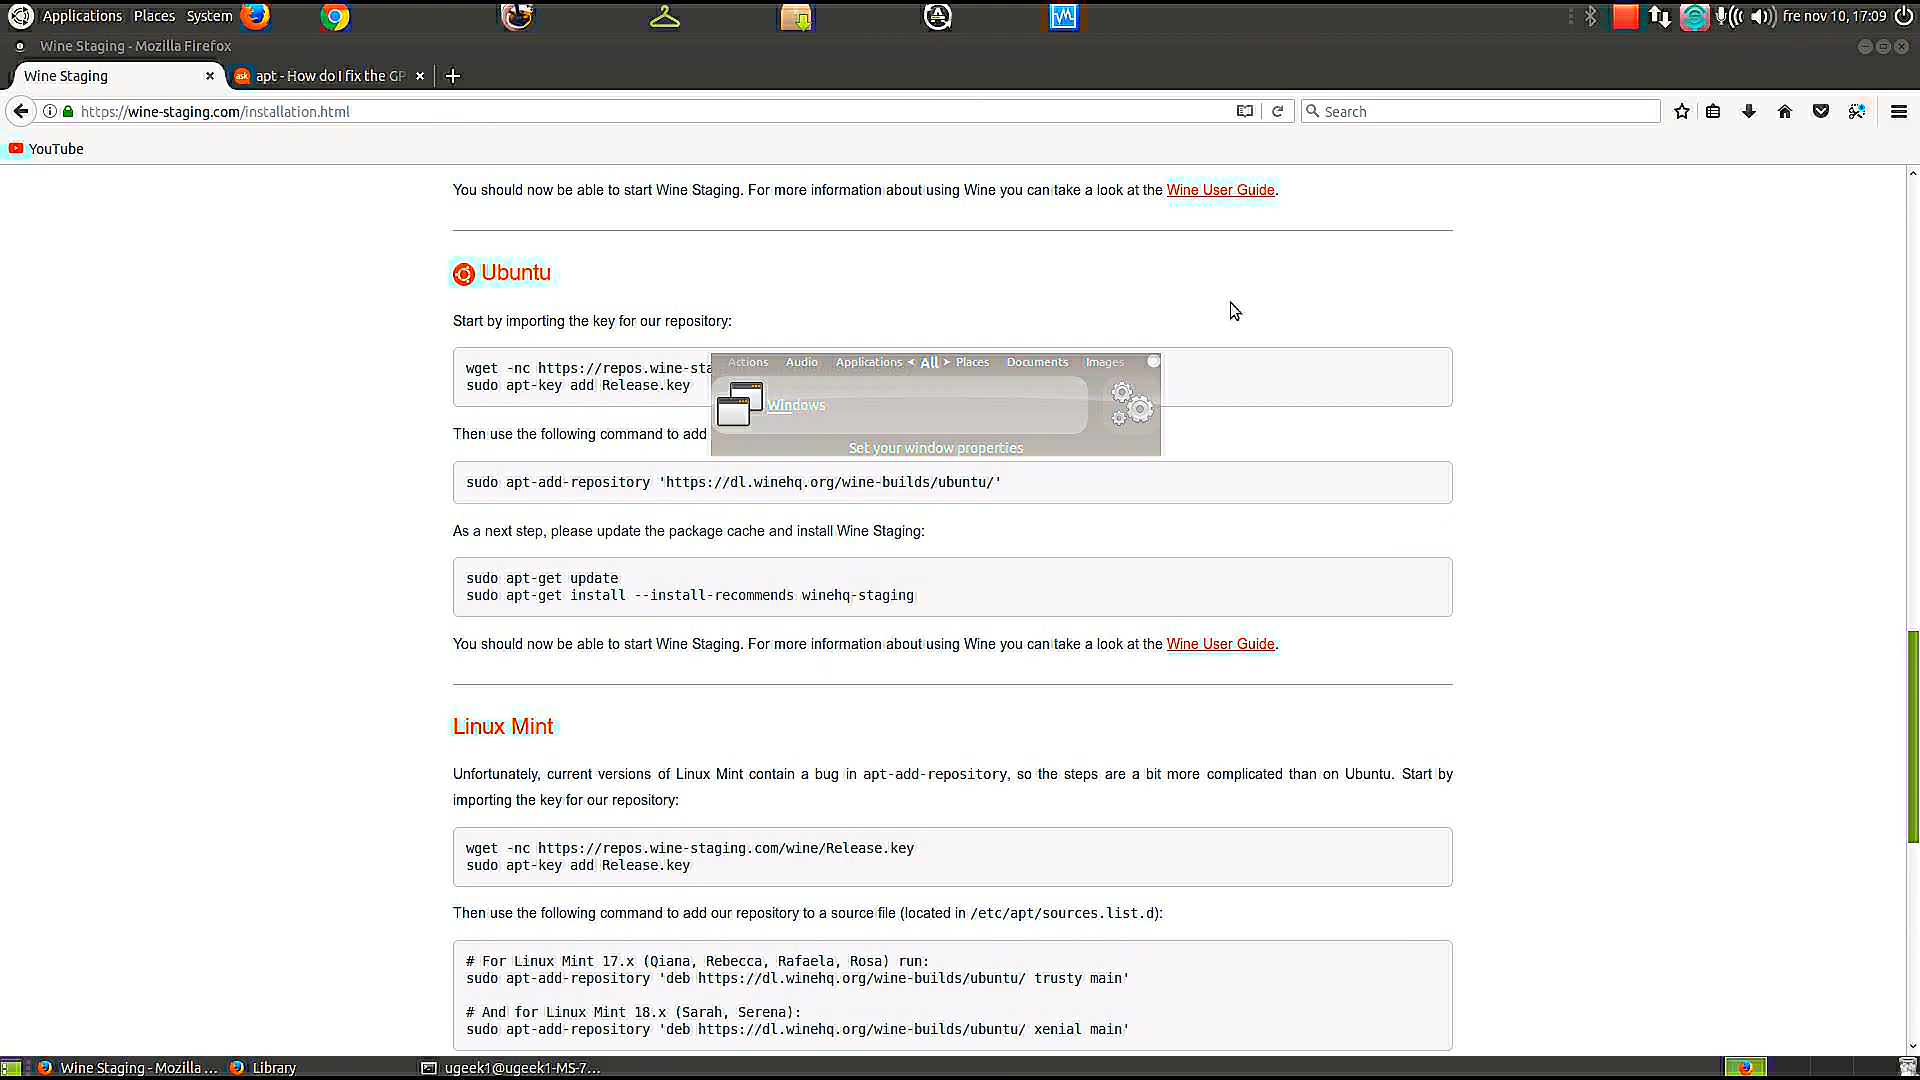 Applications Places System
fre nov 10, 17:09
Wine Staging - Mozilla Firefox
Wine Staging
ask apt - How do I fix the GP
https://wine-staging.com/installation.html
Search
YouTube
You should now be able to start Wine Staging. For more information about using Wine you can take a look at the Wine User Guide.
Ubuntu
Start by importing the key for our repository:
wget -nc https://repos.wine-sta
sudo apt-key add Release.key
Actions Audio Applications All Places Documents Images
Windows
Set your window properties
Then use the following command to add
sudo apt-add-repository 'https://dl.winehq.org/wine-builds/ubuntu/'
As a next step, please update the package cache and install Wine Staging:
sudo apt-get update
sudo apt-get install --install-recommends winehq-staging
You should now be able to start Wine Staging. For more information about using Wine you can take a look at the Wine User Guide.
Linux Mint
Unfortunately, current versions of Linux Mint contain a bug in apt-add-repository, so the steps are a bit more complicated than on Ubuntu. Start by
importing the key for our repository:
wget -nc https://repos.wine-staging.com/wine/Release.key
sudo apt-key add Release.key
Then use the following command to add our repository to a source file (located in /etc/apt/sources.list.d):
# For Linux Mint 17.x (Qiana, Rebecca, Rafaela, Rosa) run:
sudo apt-add-repository 'deb https://dl.winehq.org/wine-builds/ubuntu/ trusty main'
# And for Linux Mint 18.x (Sarah, Serena):
sudo apt-add-repository 'deb https://dl.winehq.org/wine-builds/ubuntu/ xenial main'
Wine Staging - Mozilla ... Library ugeek1@ugeek1-MS-7...